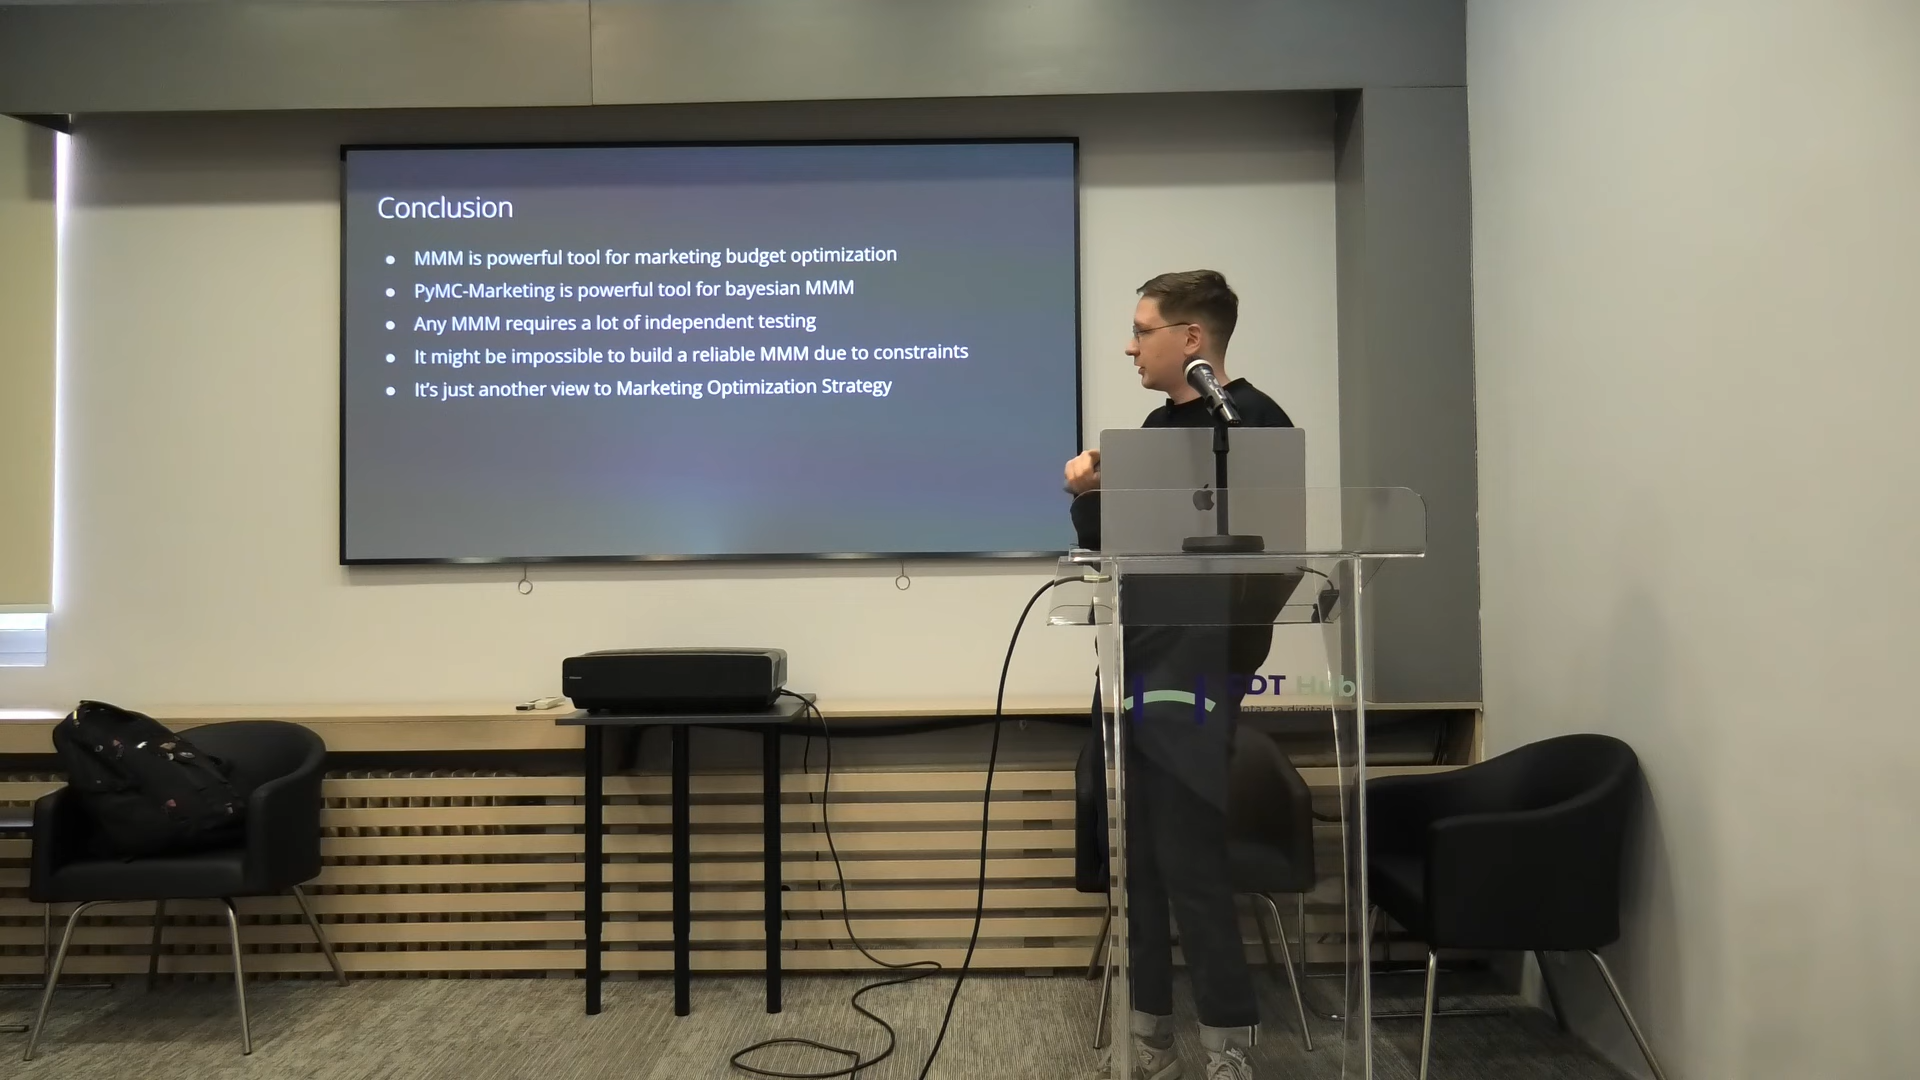 Conclusion
● MMM is powerful tool for marketing budget optimization
● PyMC-Marketing is powerful tool for bayesian MMM
● Any MMM requires a lot of independent testing
● It might be impossible to build a reliable MMM due to constraints
● It’s just another view to Marketing Optimization Strategy
DT Hub
za